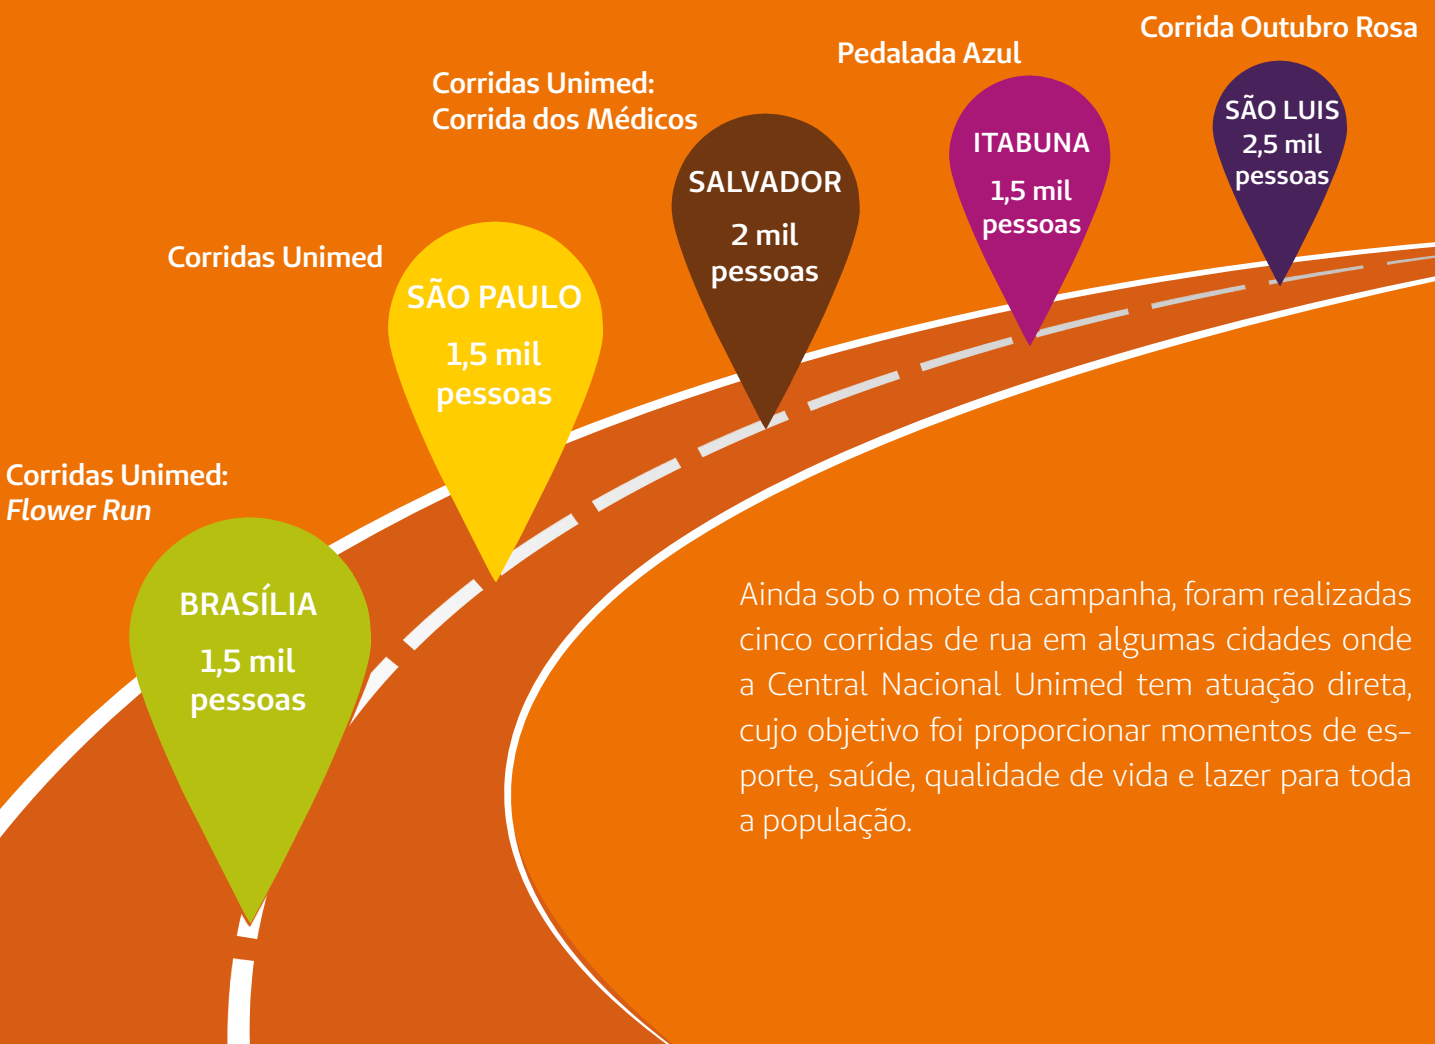 Corrida Outubro Rosa
SÃO LUIS
2,5 mil
pessoas
Pedalada Azul
ITABUNA
1,5 mil
pessoas
Corridas Unimed:
Corrida dos Médicos
SALVADOR
2 mil
pessoas
Corridas Unimed
SÃO PAULO
1,5 mil
pessoas
Corridas Unimed:
Flower Run
BRASÍLIA
1,5 mil
pessoas
Ainda sob o mote da campanha, foram realizadas
cinco corridas de rua em algumas cidades onde
a Central Nacional Unimed tem atuação direta,
cujo objetivo foi proporcionar momentos de es-
porte, saúde, qualidade de vida e lazer para toda
a população.